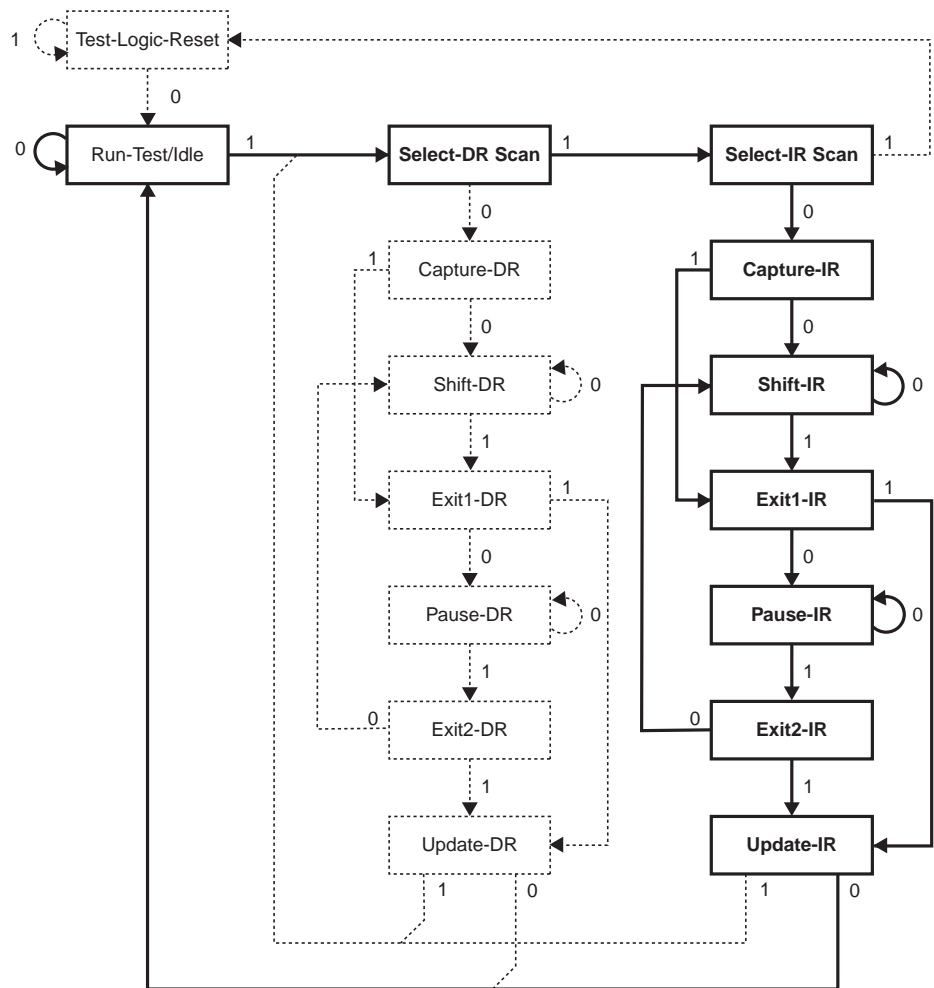 1 Test-Logic-Reset
0
0 Run-Test/Idle 1 Select-DR Scan 1 Select-IR Scan 1
0 0
1 Capture-DR 1 Capture-IR
0 0
Shift-DR 0 Shift-IR 0
1 1
Exit1-DR 1 Exit1-IR 1
0 0
Pause-DR 0 Pause-IR 0
1 1
0 Exit2-DR 0 Exit2-IR
1 1
Update-DR Update-IR
1 0 1 0